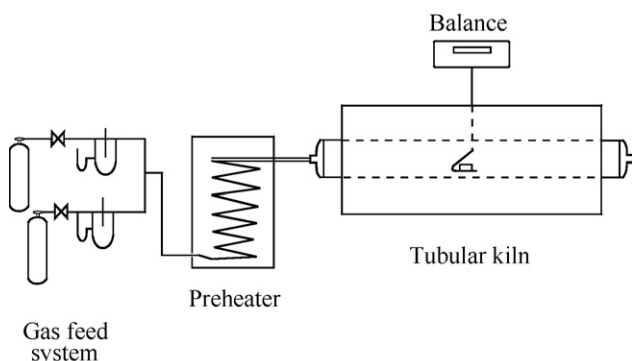 Balance
Tubular kiln
Preheater
Gas feed
system